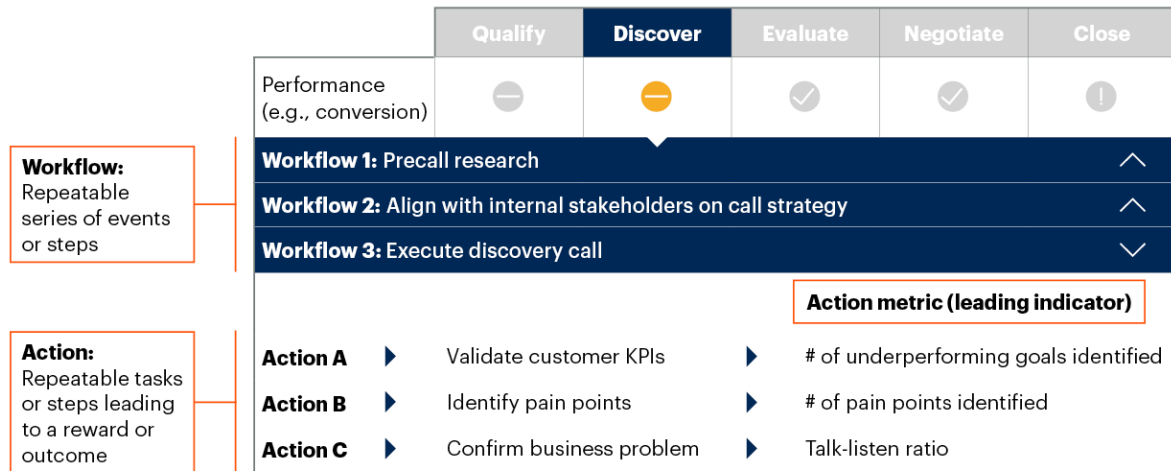 Qualify Discover Evaluate Negotiate Close
Performance
(e.g., conversion)
Workflow:
Repeatable
series of events
or steps
Workflow 1: Precall research
Workflow 2: Align with internal stakeholders on call strategy
Workflow 3: Execute discovery call
Action metric (leading indicator)
Action:
Repeatable tasks
or steps leading
to a reward or
outcome
Action A Validate customer KPIs # of underperforming goals identified
Action B Identify pain points # of pain points identified
Action C Confirm business problem Talk-listen ratio